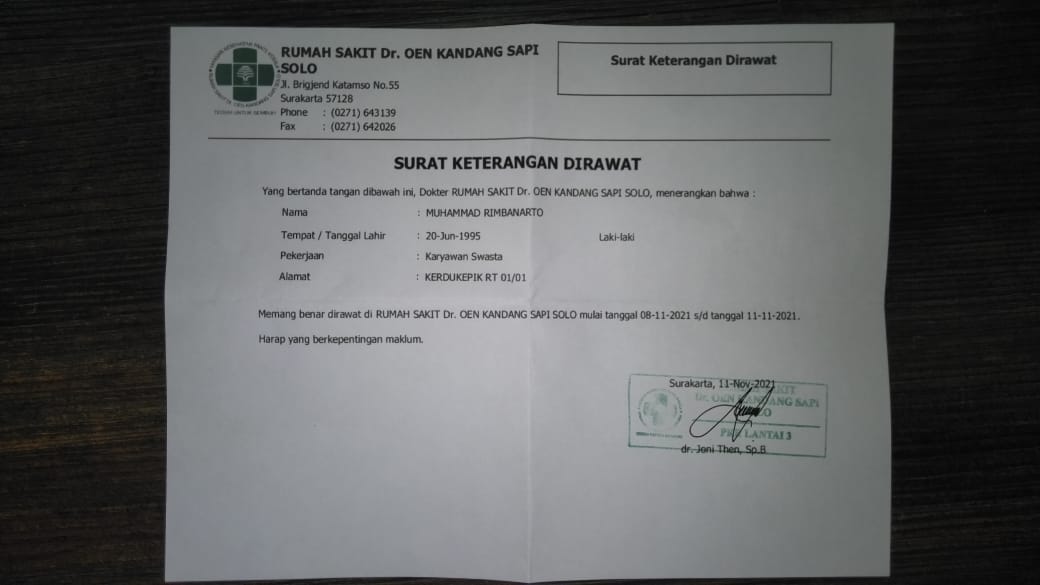 RUMAH SAKIT Dr. OEN KANDANG SAPI
SOLO
Jl. Brigjend Katamso No.55
Surakarta 57128
Phone : (0271) 643139
Fax : (0271) 642026
Surat Keterangan Dirawat
SURAT KETERANGAN DIRAWAT
Yang bertanda tangan dibawah ini, Dokter RUMAH SAKIT Dr. OEN KANDANG SAPI SOLO, menerangkan bahwa :
Nama : MUHAMMAD RIMBANARTO
Tempat / Tanggal Lahir : 20-Jun-1995 Laki-laki
Pekerjaan : Karyawan Swasta
Alamat : KERDUKEPIK RT 01/01
Memang benar dirawat di RUMAH SAKIT Dr. OEN KANDANG SAPI SOLO mulai tanggal 08-11-2021 s/d tanggal 11-11-2021.
Harap yang berkepentingan maklum.
Surakarta, 11-Nov-2021
SAKIT
Dr. OEN KANDANG SAPI
SOLO
LANTAI 3
dr. Joni Then, Sp.B